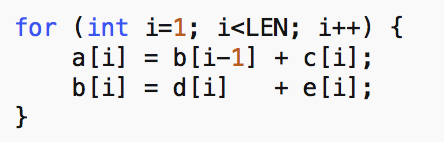 for (int i=1; i<LEN; i++) {
    a[i] = b[i-1] + c[i];
    b[i] = d[i]   + e[i];
}